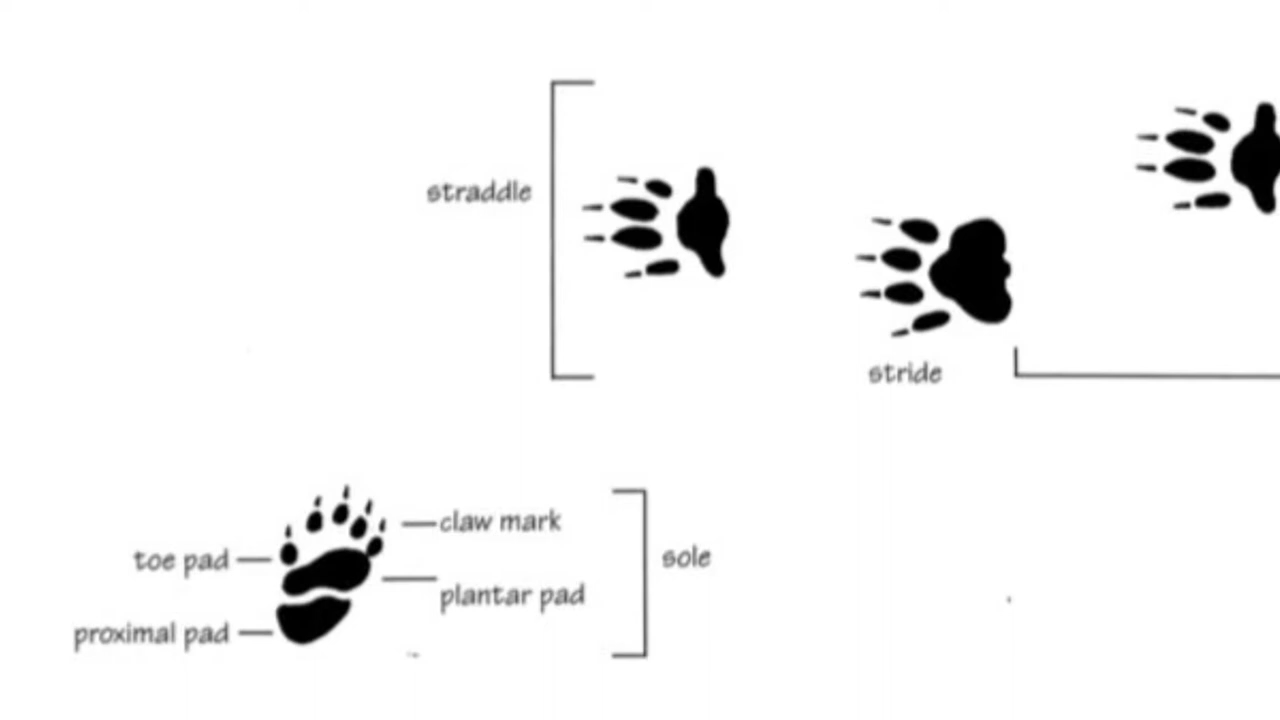 straddle
stride
claw mark
toe pad
sole
plantar pad
proximal pad